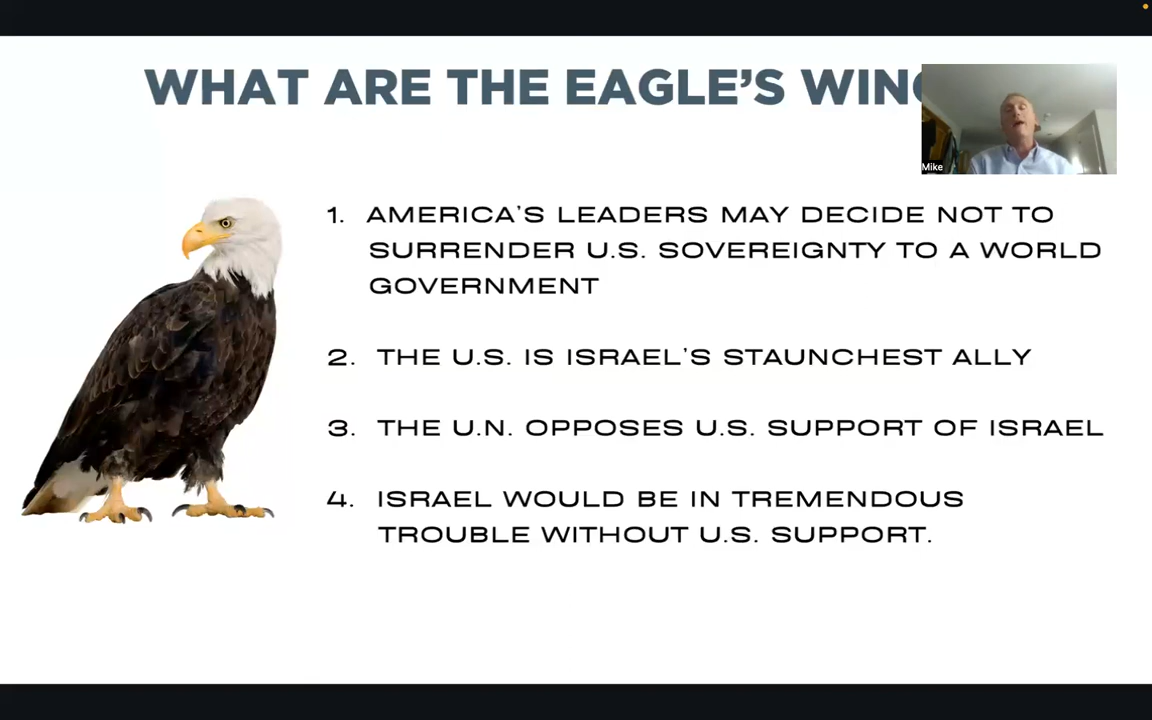 WHAT ARE THE EAGLE'S
Mike
1. AMERICA'S LEADERS MAY DECIDE NOT TO
SURRENDER U.S. SOVEREIGNTY TO A WORLD
GOVERNMENT
2. THE U.S. IS ISRAEL'S STAUNCHEST ALLY
3. THE U.N. OPPOSES U.S. SUPPORT OF ISRAEL
4. ISRAEL WOULD BE IN TREMENDOUS
TROUBLE WITHOUT U.S. SUPPORT.